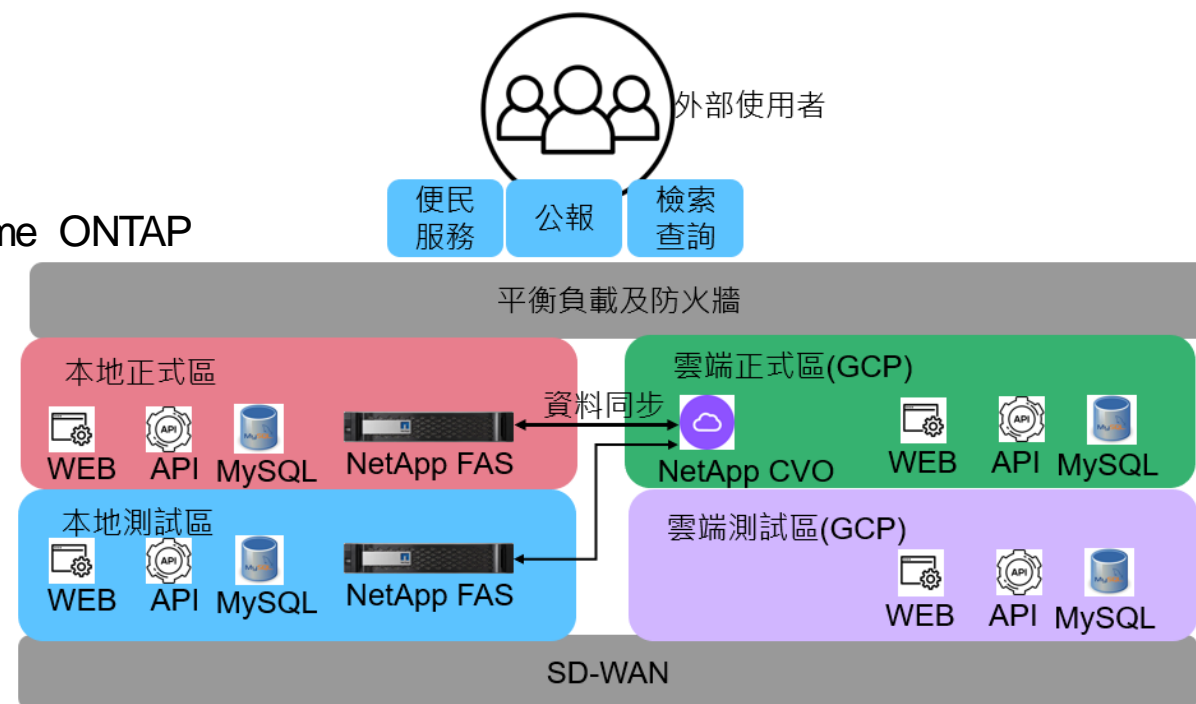 外部使用者
便民
服務
公報
檢索
查詢
me ONTAP
平衡負載及防火牆
本地正式區
WEB
API
MySQL
NetApp FAS
資料同步
雲端正式區(GCP)
NetApp CVO
WEB
API
MySQL
本地測試區
WEB
API
MySQL
NetApp FAS
雲端測試區(GCP)
WEB
API
MySQL
SD-WAN